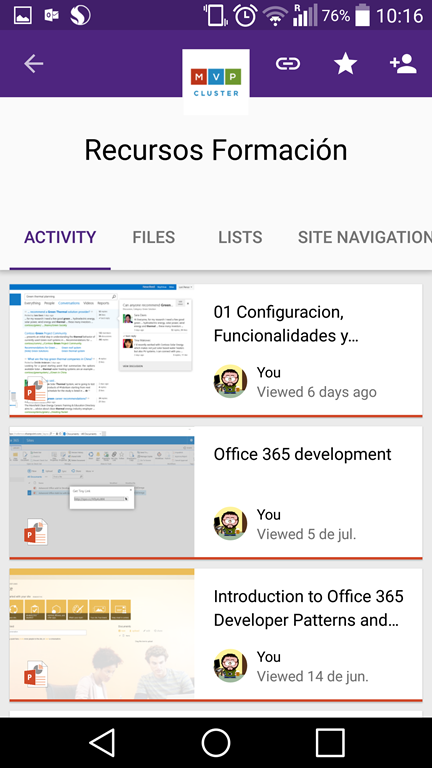 76% 10:16
MVP
CLUSTER
Recursos Formación
ACTIVITY FILES LISTS SITE NAVIGATION
01 Configuracion,
Funcionalidades y…
You
Viewed 6 days ago
Office 365 development
You
Viewed 5 de jul.
Introduction to Office 365
Developer Patterns and…
You
Viewed 14 de jun.